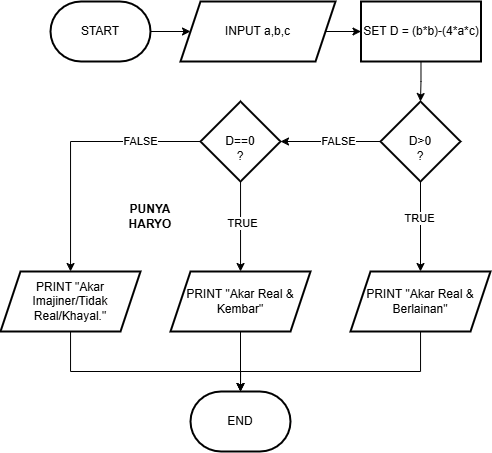 START
INPUT a,b,c
SET D = (b*b)-(4*a*c)
FALSE
D==0
?
FALSE
D>0
?
PUNYA
HARYO
TRUE
TRUE
PRINT "Akar
Imajiner/Tidak
Real/Khayal."
PRINT "Akar Real &
Kembar"
PRINT "Akar Real &
Berlainan"
END